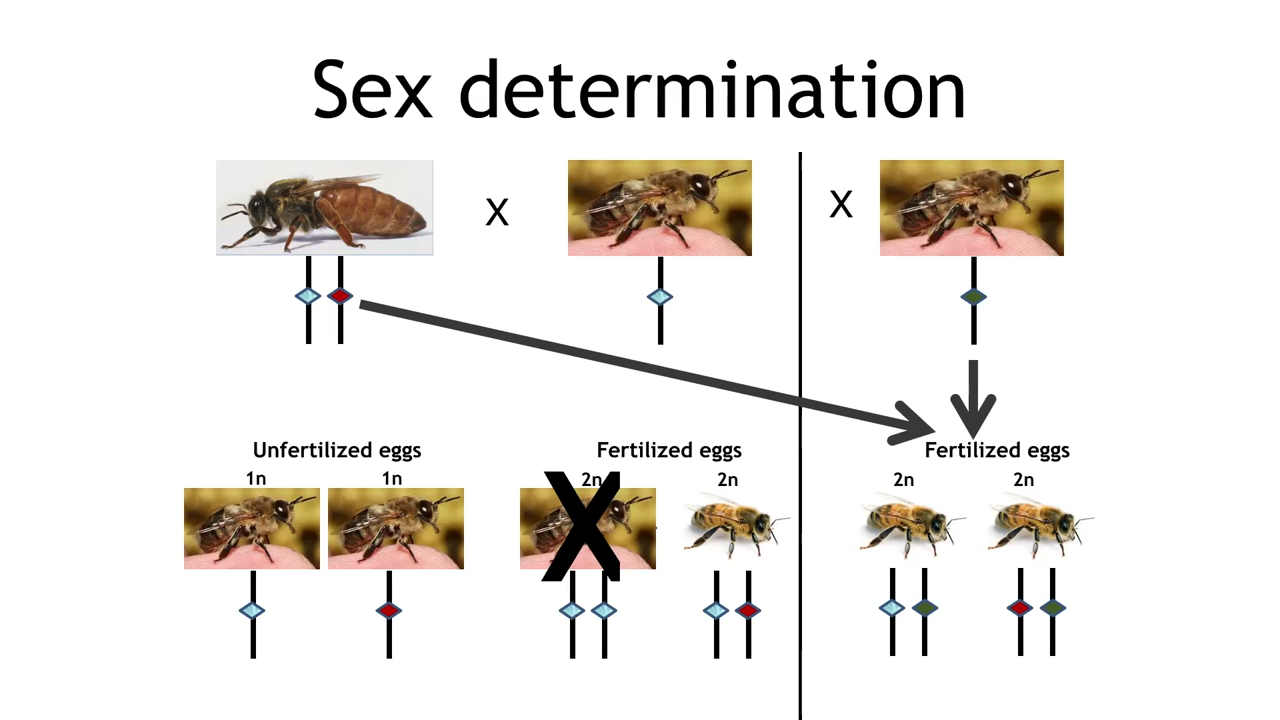 Sex determination
X
X
Unfertilized eggs
1n
1n
Fertilized eggs
2n
2n
X
Fertilized eggs
2n
2n